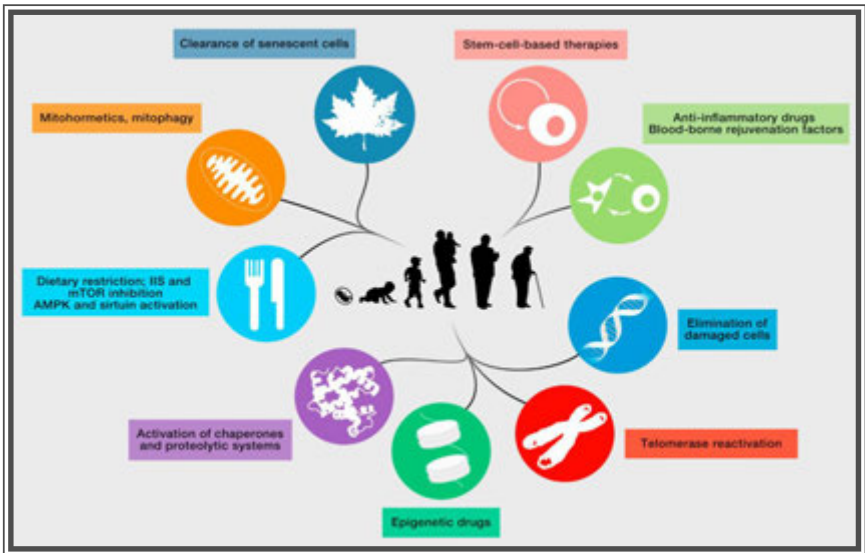 Clearance of senescent cells
Stem-cell-based therapies
Mitohormetics, mitophagy
Anti-inflammatory drugs
Blood-borne rejuvenation factors
Dietary restriction; IIS and
mTOR inhibition
AMPK and sirtuin activation
Elimination of
damaged cells
Activation of chaperones
and proteolytic systems
Telomerase reactivation
Epigenetic drugs